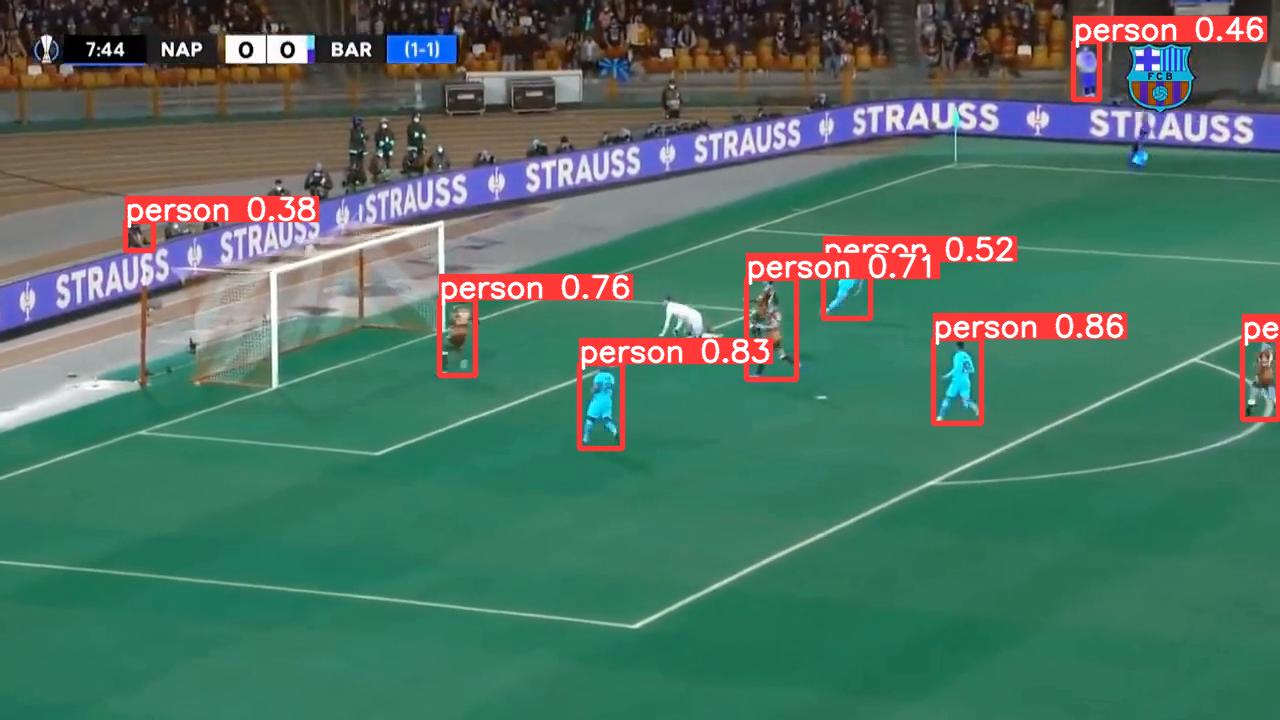 7:44 NAP 0 0 BAR (1-1)
person 0.46
FCB
STRAUSS STRAUSS
STRAUSS
STRAUSS
STRAUSS
person 0.38
STRAUSS
STRAUSS
person 0.52
person 0.71
person 0.76
person 0.86
pe
person 0.83